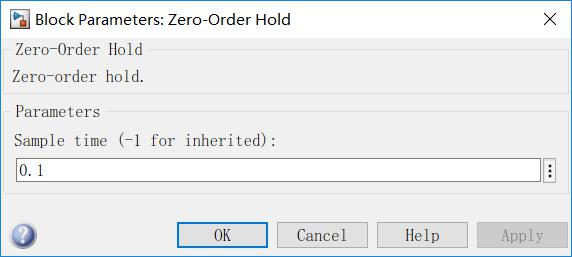 Block Parameters: Zero-Order Hold
Zero-Order Hold
Zero-order hold.
Parameters
Sample time (-1 for inherited):
0.1
OK Cancel Help Apply